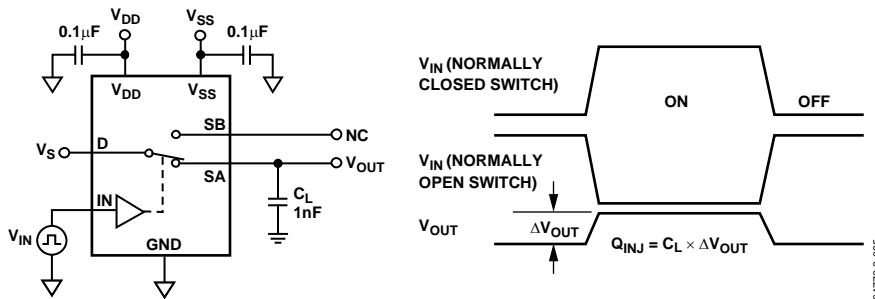 VDD
VSS
0.1µF
0.1µF
VDD
VSS
SB
NC
VS
D
SA
VOUT
IN
CL
1nF
VIN
GND
VIN (NORMALLY
CLOSED SWITCH)
ON
OFF
VIN (NORMALLY
OPEN SWITCH)
VOUT
ΔVOUT
QINJ = CL × ΔVOUT